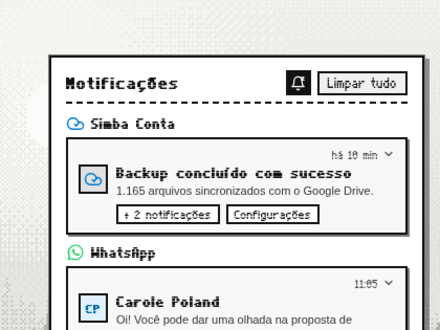 Notificações
Limpar tudo
Simba Conta
há 10 min
Backup concluído com sucesso
1.165 arquivos sincronizados com o Google Drive.
+ 2 notificações
Configurações
WhatsApp
11:05
CP
Carole Poland
Oi! Você pode dar uma olhada na proposta de